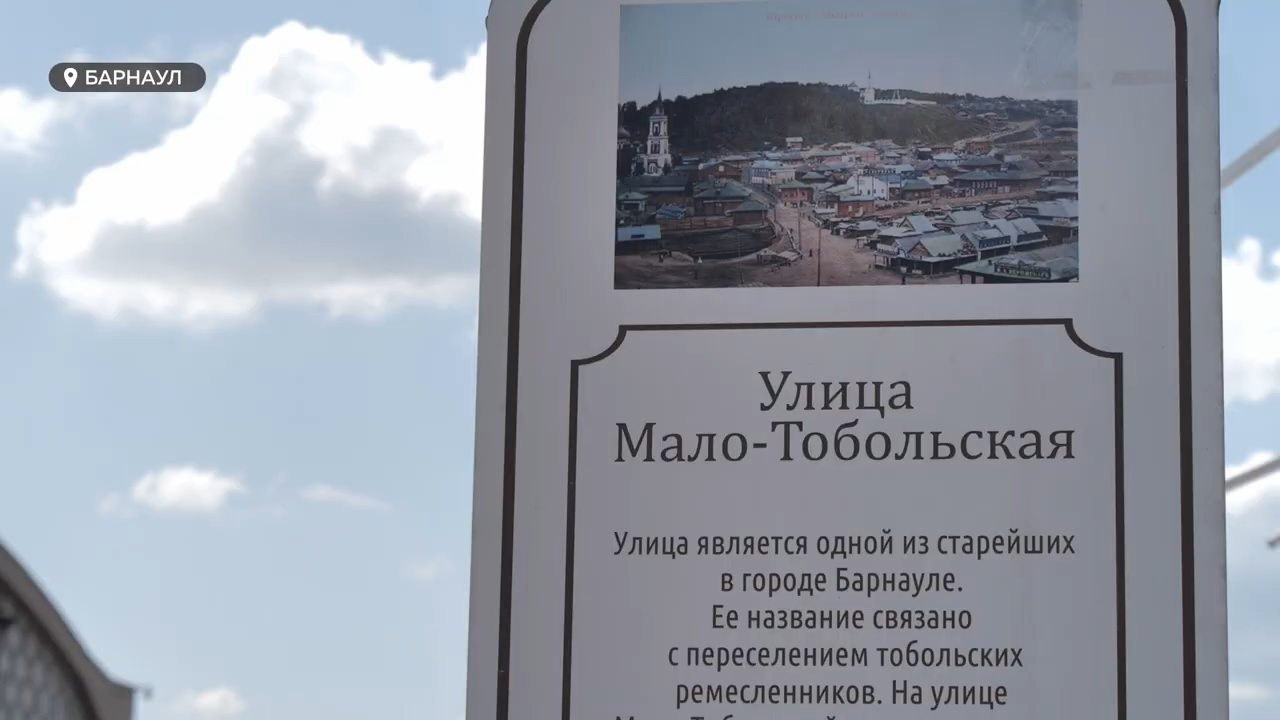 БАРНАУЛ
Улица
Мало-Тобольская
Улица является одной из старейших
в городе Барнауле.
Ее название связано
с переселением тобольских
ремесленников. На улице